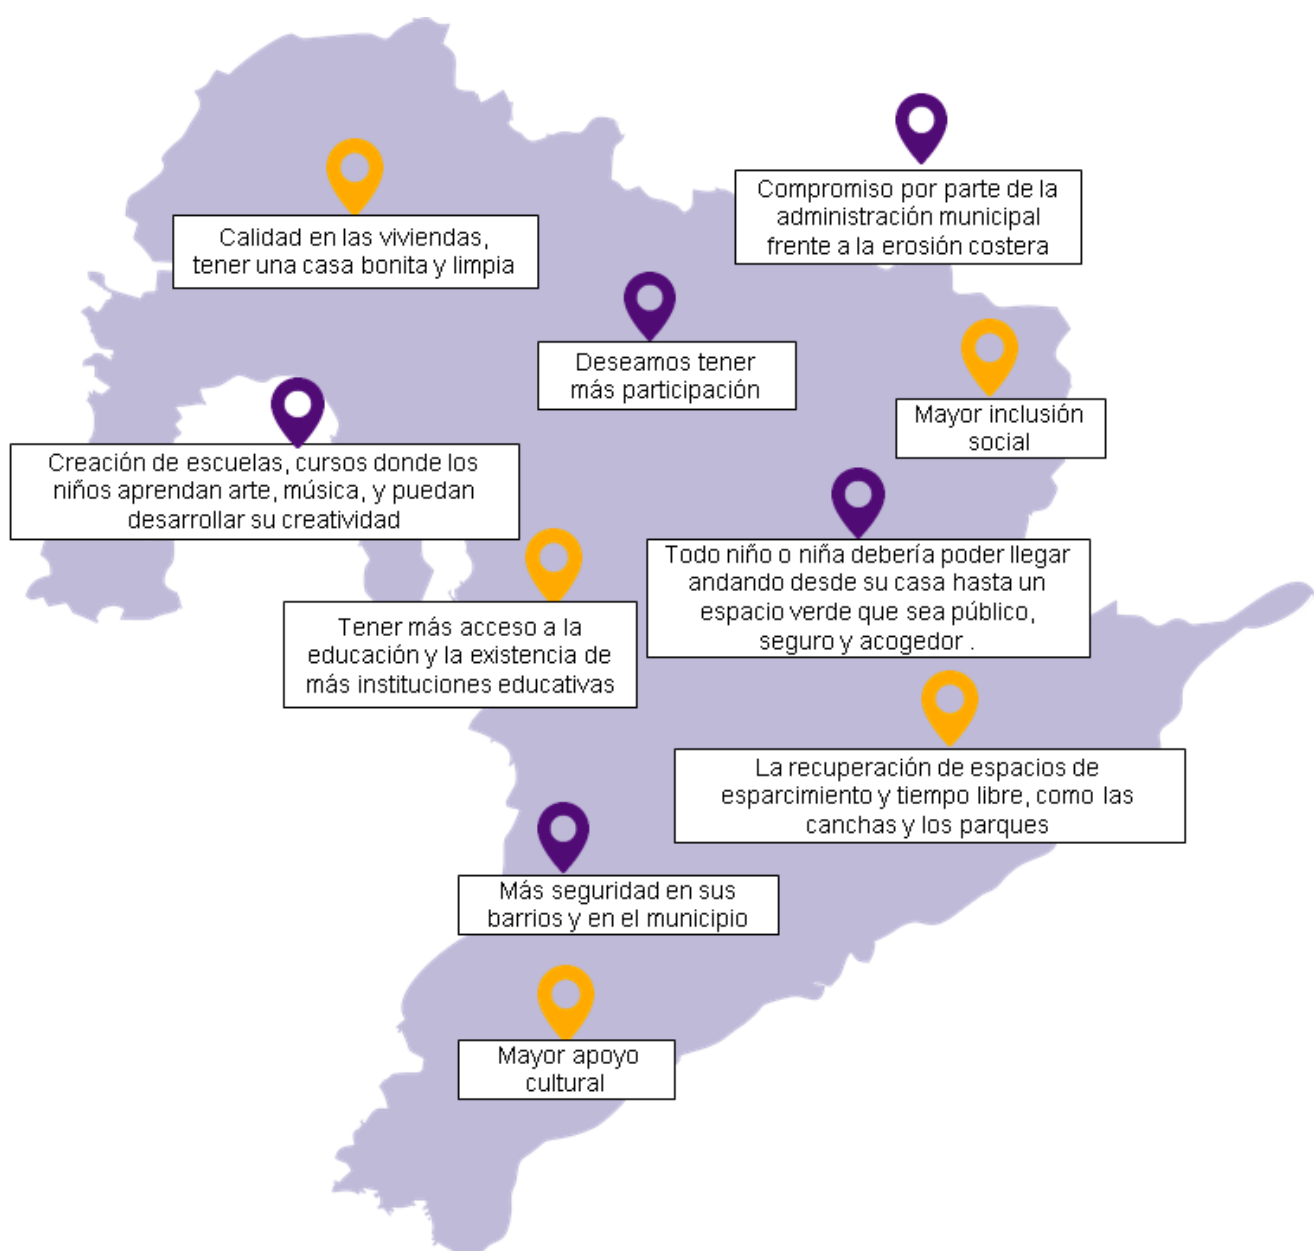 Compromiso por parte de la
administración municipal
frente a la erosión costera
Calidad en las viviendas,
tener una casa bonita y limpia
Deseamos tener
más participación
Mayor inclusión
social
Creación de escuelas, cursos donde los
niños aprendan arte, música, y puedan
desarrollar su creatividad
Todo niño o niña debería poder llegar
andando desde su casa hasta un
espacio verde que sea público,
seguro y acogedor .
Tener más acceso a la
educación y la existencia de
más instituciones educativas
La recuperación de espacios de
esparcimiento y tiempo libre, como las
canchas y los parques
Más seguridad en sus
barrios y en el municipio
Mayor apoyo
cultural